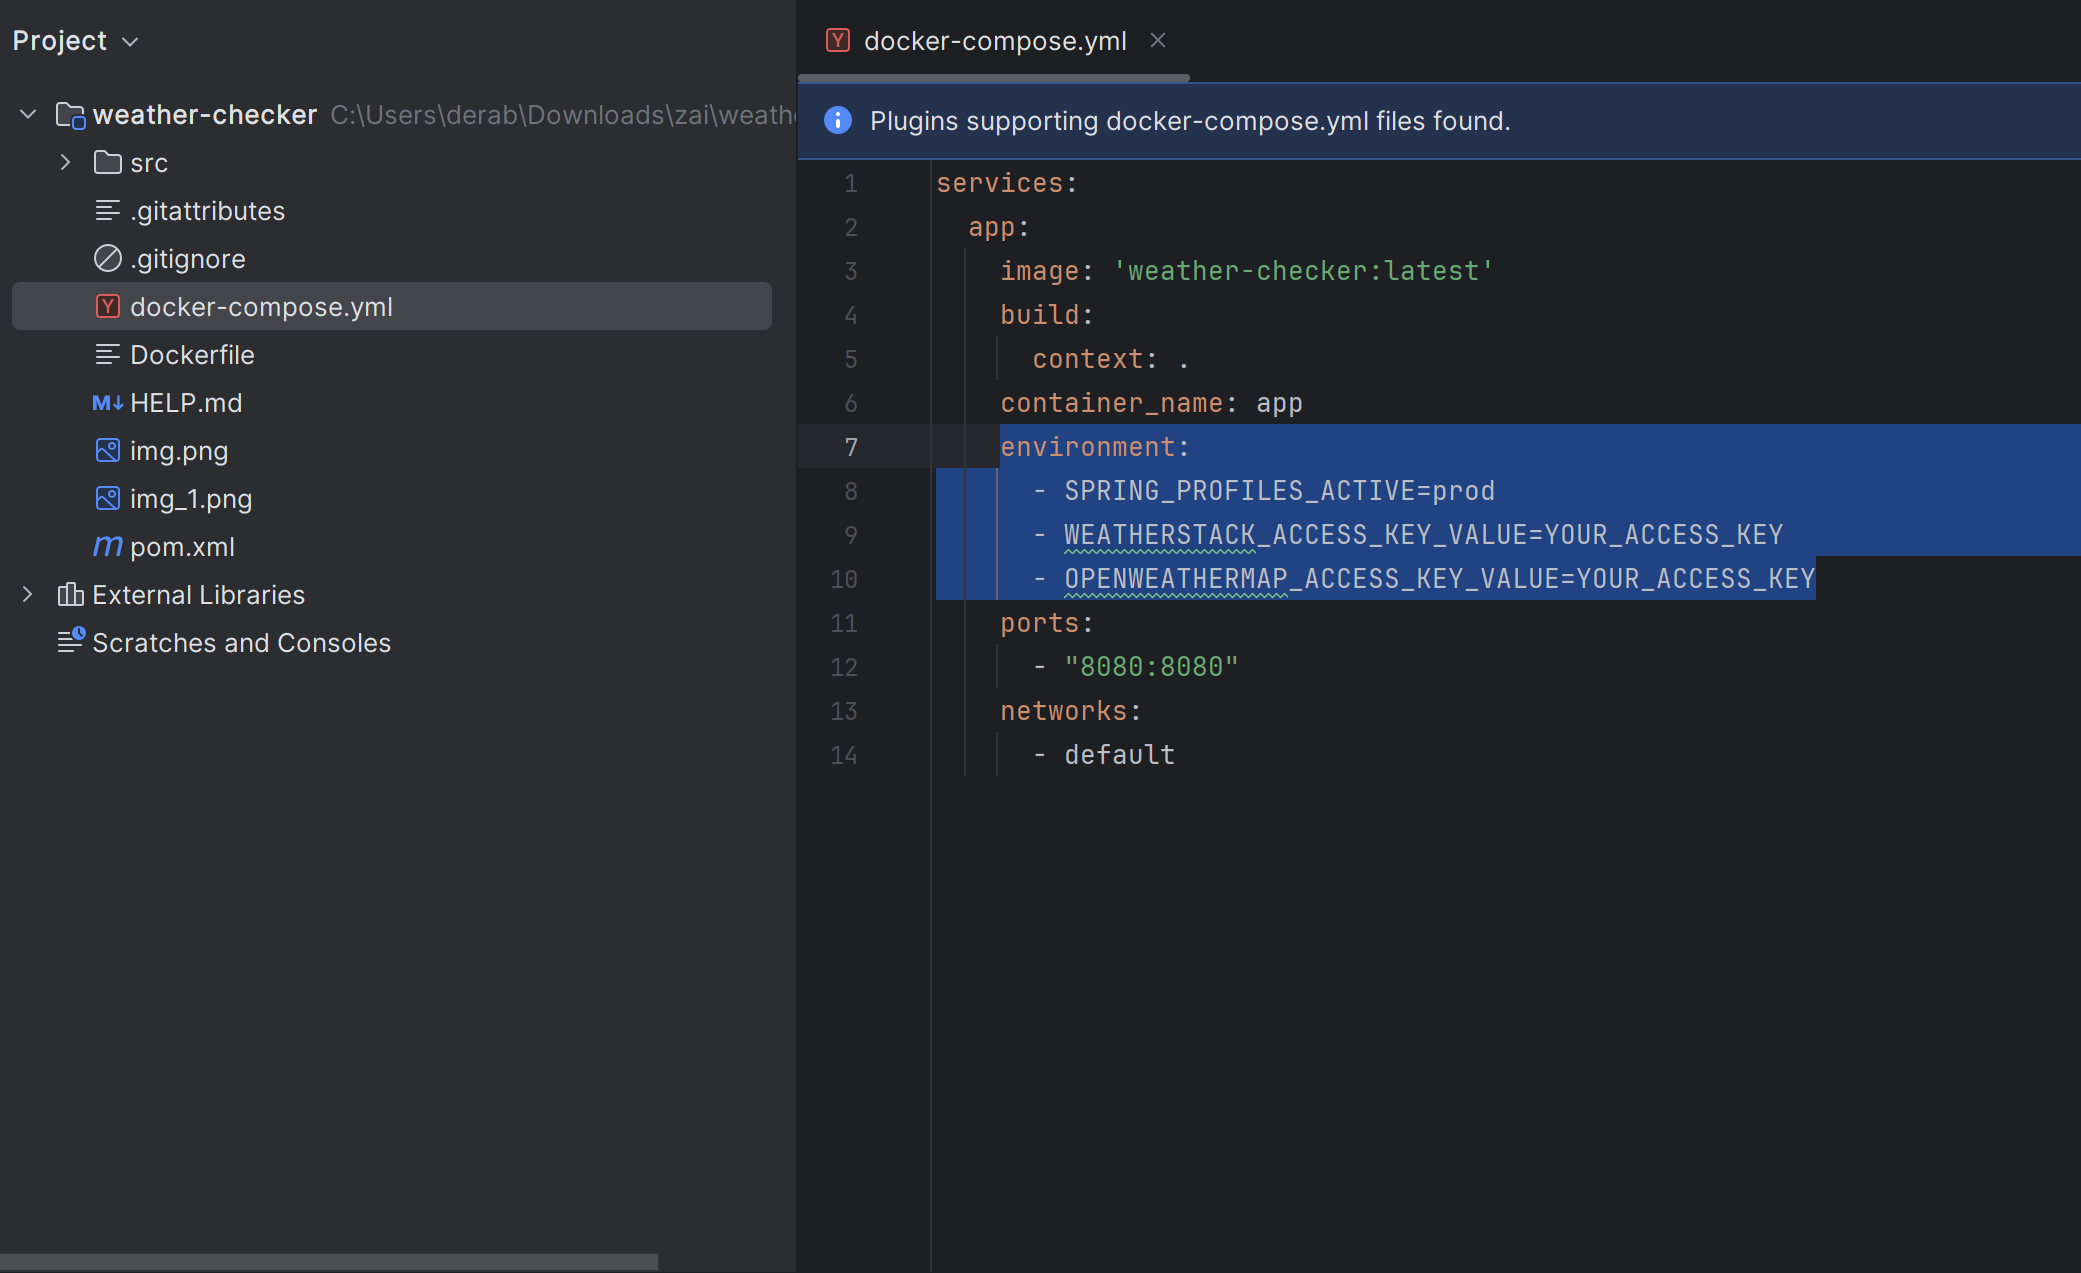 Project
weather-checker C:\Users\derab\Downloads\zai\weath
src
.gitattributes
.gitignore
docker-compose.yml
Dockerfile
HELP.md
img.png
img_1.png
pom.xml
External Libraries
Scratches and Consoles
docker-compose.yml
Plugins supporting docker-compose.yml files found.
1 services:
2 app:
3 image: 'weather-checker:latest'
4 build:
5 context: .
6 container_name: app
7 environment:
8 - SPRING_PROFILES_ACTIVE=prod
9 - WEATHERSTACK_ACCESS_KEY_VALUE=YOUR_ACCESS_KEY
10 - OPENWEATHERMAP_ACCESS_KEY_VALUE=YOUR_ACCESS_KEY
11 ports:
12 - "8080:8080"
13 networks:
14 - default